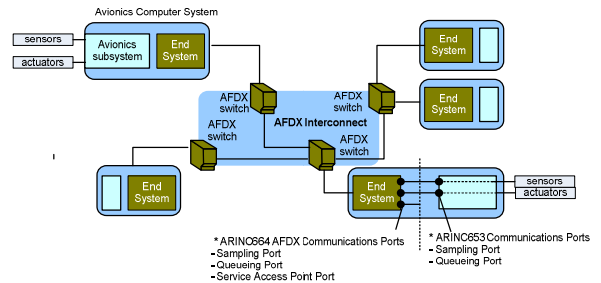 Avionics Computer System
sensors
actuators
Avionics
subsystem
End
System
End
System
End
System
AFDX
switch
AFDX
switch
AFDX Interconnect
AFDX
switch
AFDX
switch
End
System
End
System
sensors
actuators
* ARINC664 AFDX Communications Ports
- Sampling Port
- Queueing Port
- Service Access Point Port
* ARINC653 Communications Ports
- Sampling Port
- Queueing Port